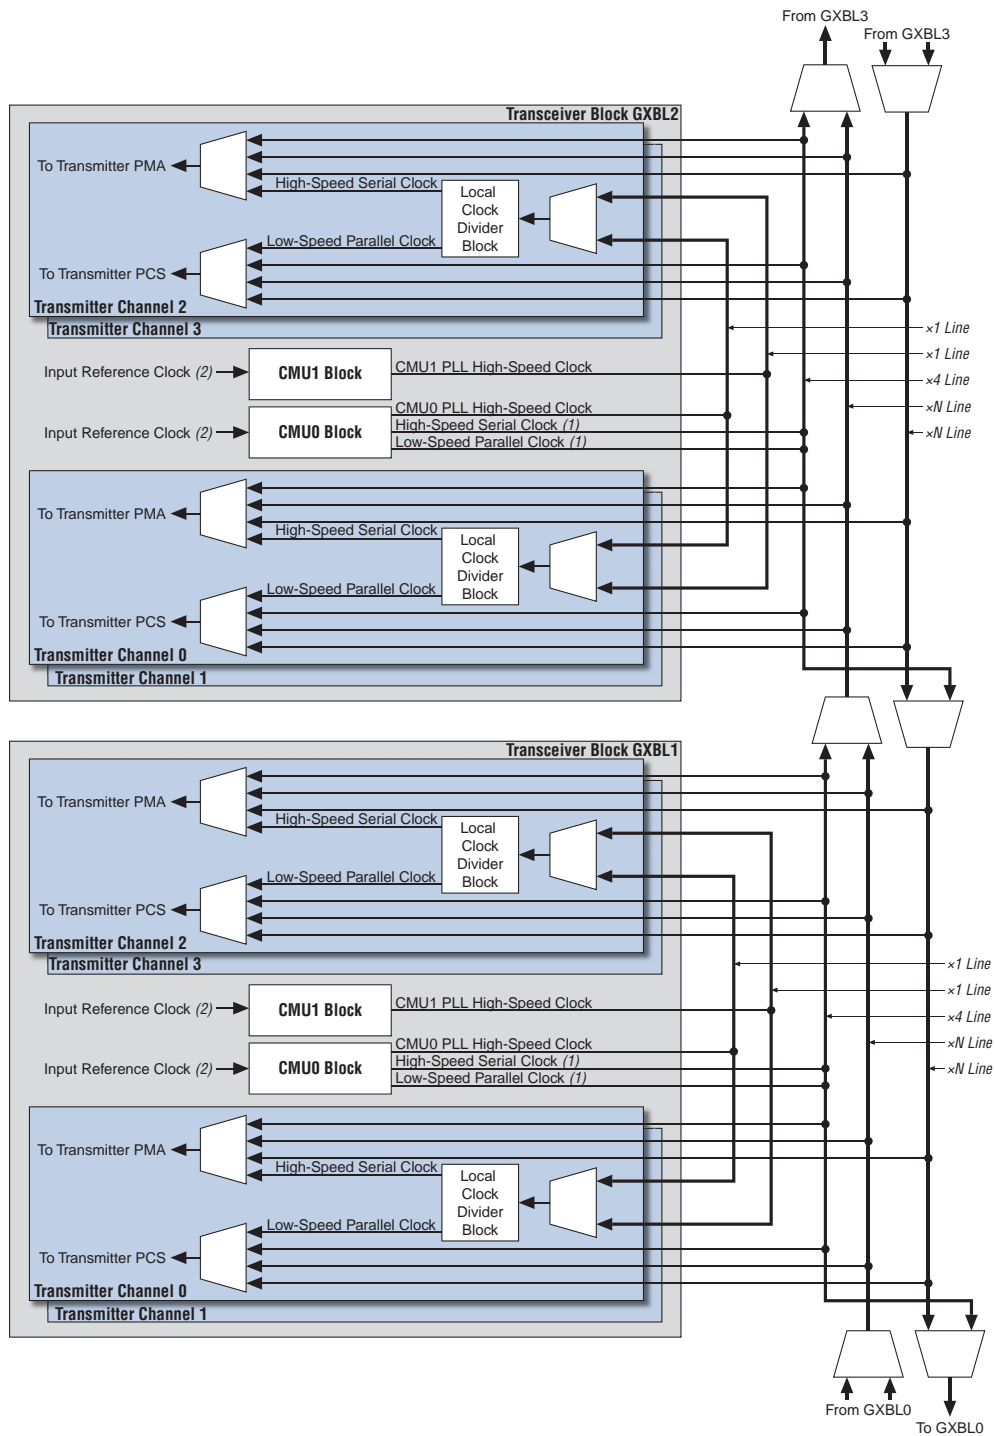 From GXBL3
From GXBL3
Transceiver Block GXBL2
To Transmitter PMA
High-Speed Serial Clock
Local
Clock
Divider
Block
Low-Speed Parallel Clock
To Transmitter PCS
Transmitter Channel 2
Transmitter Channel 3
×1 Line
×1 Line
Input Reference Clock (2)
CMU1 Block
CMU1 PLL High-Speed Clock
×4 Line
×N Line
CMU0 PLL High-Speed Clock
Input Reference Clock (2)
CMU0 Block
High-Speed Serial Clock (1)
×N Line
Low-Speed Parallel Clock (1)
To Transmitter PMA
High-Speed Serial Clock
Local
Clock
Divider
Block
Low-Speed Parallel Clock
To Transmitter PCS
Transmitter Channel 0
Transmitter Channel 1
Transceiver Block GXBL1
To Transmitter PMA
High-Speed Serial Clock
Local
Clock
Divider
Block
Low-Speed Parallel Clock
To Transmitter PCS
Transmitter Channel 2
Transmitter Channel 3
×1 Line
×1 Line
Input Reference Clock (2)
CMU1 Block
CMU1 PLL High-Speed Clock
×4 Line
×N Line
CMU0 PLL High-Speed Clock
Input Reference Clock (2)
CMU0 Block
High-Speed Serial Clock (1)
×N Line
Low-Speed Parallel Clock (1)
To Transmitter PMA
High-Speed Serial Clock
Local
Clock
Divider
Block
Low-Speed Parallel Clock
To Transmitter PCS
Transmitter Channel 0
Transmitter Channel 1
From GXBL0
To GXBL0